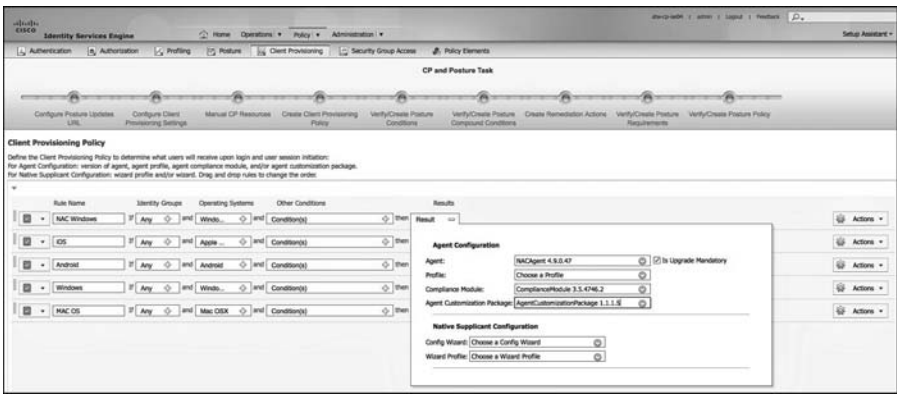 CISCO Identity Services Engine
Home Operations Policy Administration
admin Logout Feedback
Setup Assistant
Authentication Authorization Profiling Posture Client Provisioning Security Group Access Policy Elements
CP and Posture Task
Configure Posture Updates URL
Configure Client Provisioning Settings
Manual CP Resources
Create Client Provisioning Policy
Verify/Create Posture Conditions
Verify/Create Posture Compound Conditions
Create Remediation Actions
Verify/Create Posture Requirements
Verify/Create Posture Policy
Client Provisioning Policy
Define the Client Provisioning Policy to determine what users will receive upon login and user session initiation:
For Agent Configuration: version of agent, agent profile, agent compliance module, and/or agent customization package.
For Native Supplicant Configuration: wizard profile and/or wizard. Drag and drop rules to change the order.
Rule Name Identity Groups Operating Systems Other Conditions Results
NAC Windows If Any and Windo... and Condition(s) then Result Actions
iOS If Any and Apple ... and Condition(s) then Actions
Android If Any and Android and Condition(s) then Actions
Windows If Any and Windo... and Condition(s) then Actions
MAC OS If Any and Mac OSX and Condition(s) then Actions
Agent Configuration
Agent: NACAgent 4.9.0.47 Is Upgrade Mandatory
Profile: Choose a Profile
Compliance Module: ComplianceModule 3.5.4746.2
Agent Customization Package: AgentCustomizationPackage 1.1.1.5
Native Supplicant Configuration
Config Wizard: Choose a Config Wizard
Wizard Profile: Choose a Wizard Profile